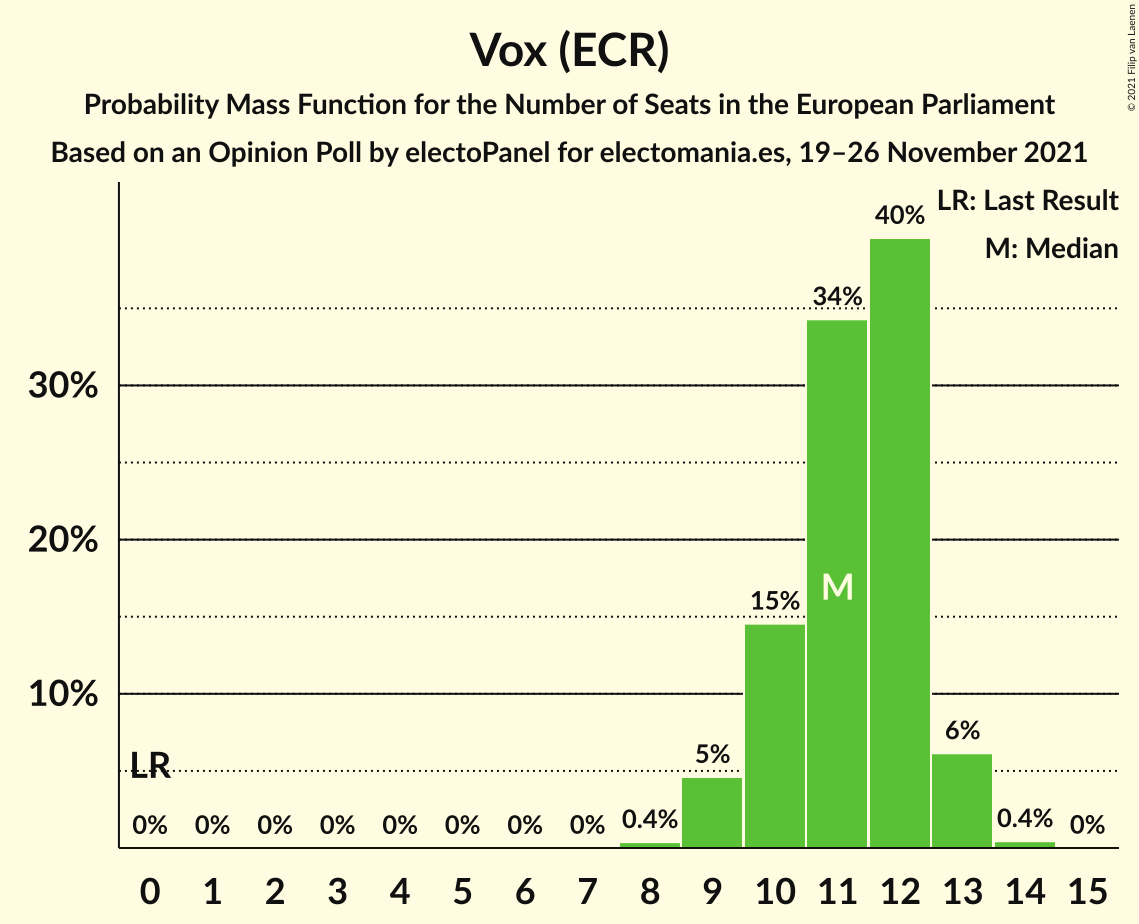 Vox (ECR)
Probability Mass Function for the Number of Seats in the European Parliament
Based on an Opinion Poll by electoPanel for electomania.es, 19–26 November 2021
© 2021 Filip van Laenen
LR: Last Result
M: Median
40%
34%
30%
20%
15%
M
10%
6%
5%
LR
0% 0% 0% 0% 0% 0% 0% 0% 0.4% 0.4% 0%
0 1 2 3 4 5 6 7 8 9 10 11 12 13 14 15